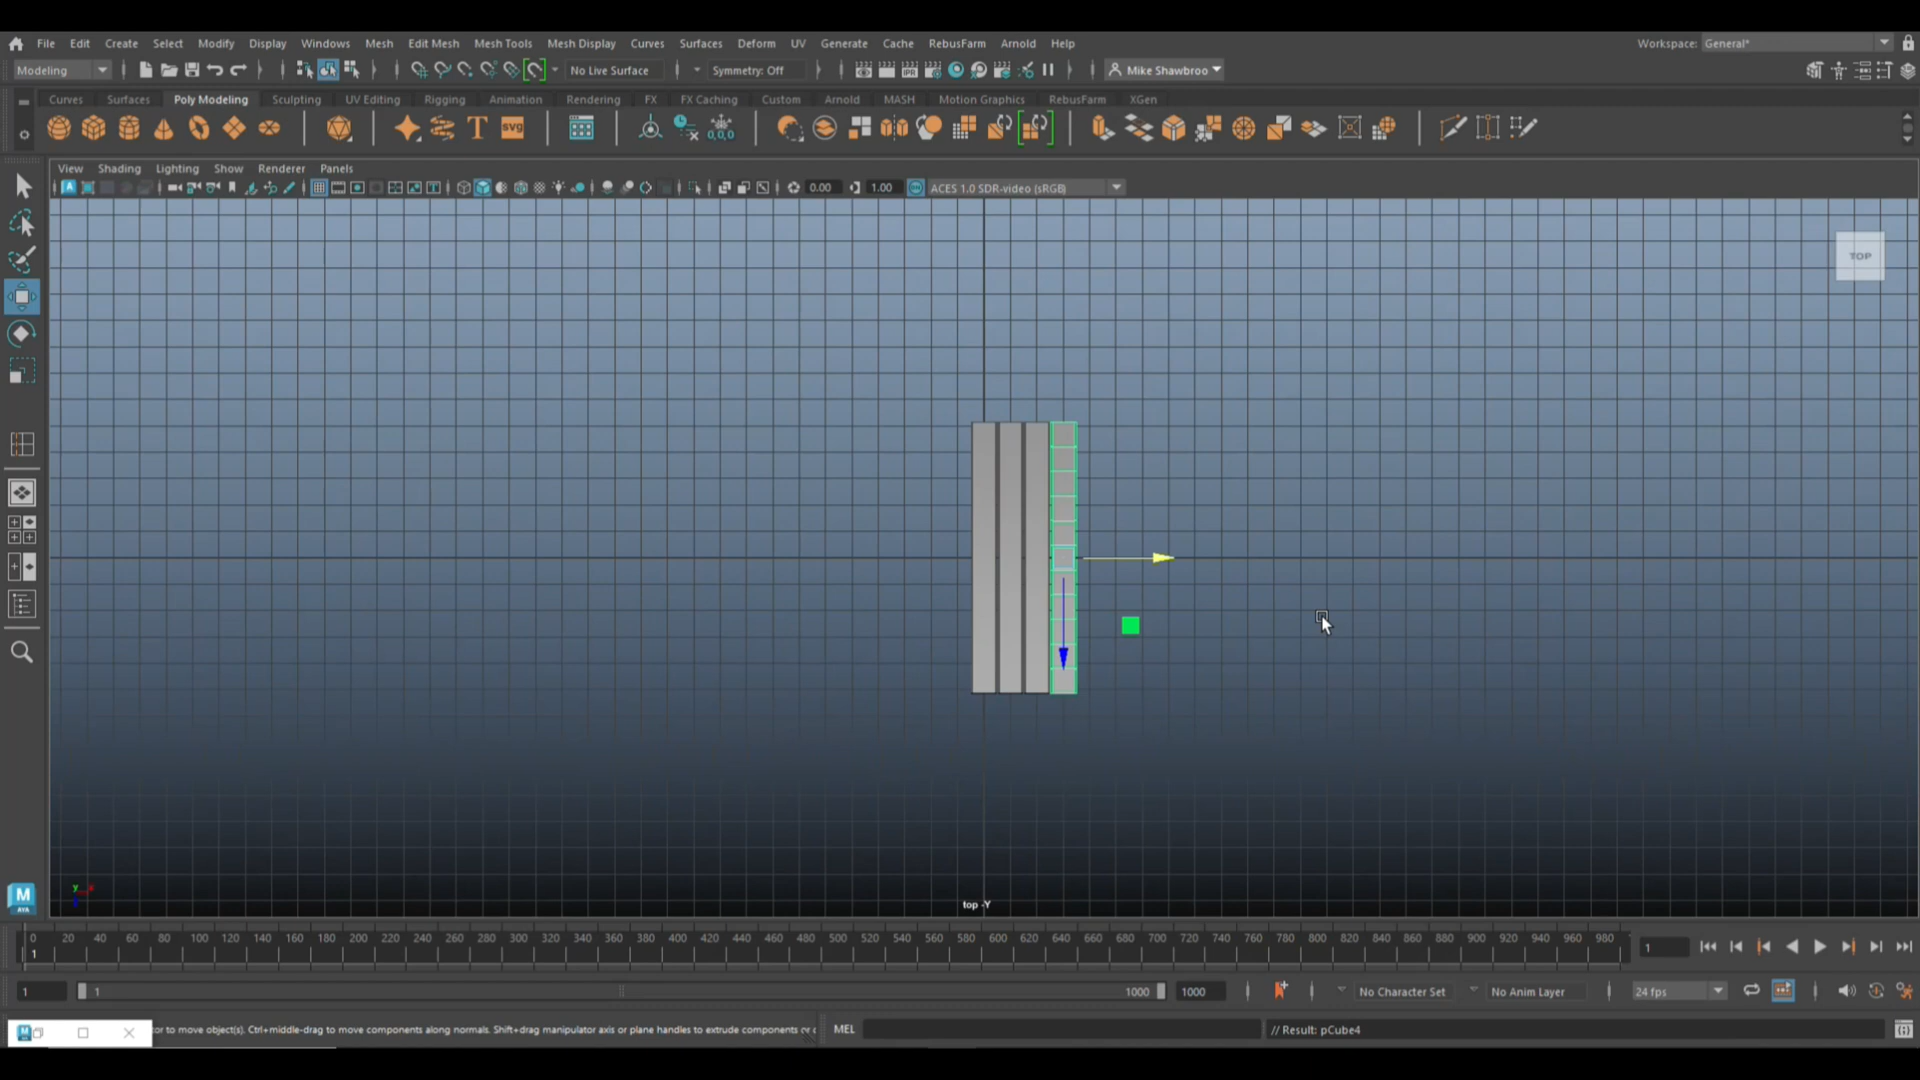 File Edit Create Select Modify Display Windows Mesh Edit Mesh Mesh Tools Mesh Display Curves Surfaces Deform UV Generate Cache RebusFarm Arnold Help Workspace: General*
Modeling No Live Surface Symmetry: Off Mike Shawbroo
Curves Surfaces Poly Modeling Sculpting UV Editing Rigging Animation Rendering FX FX Caching Custom Arnold MASH Motion Graphics RebusFarm XGen
T SVG 0,0,0
View Shading Lighting Show Renderer Panels
0.00 1.00 ACES 1.0 SDR-video (sRGB)
TOP
y x
top -Y
M
0 20 40 60 80 100 120 140 160 180 200 220 240 260 280 300 320 340 360 380 400 420 440 460 480 500 520 540 560 580 600 620 640 660 680 700 720 740 760 780 800 820 840 860 880 900 920 940 960 980
1 1
1 1 1000 1000 No Character Set No Anim Layer 24 fps
tor to move object(s). Ctrl+middle-drag to move components along normals. Shift+drag manipulator axis or plane handles to extrude components or c MEL // Result: pCube4